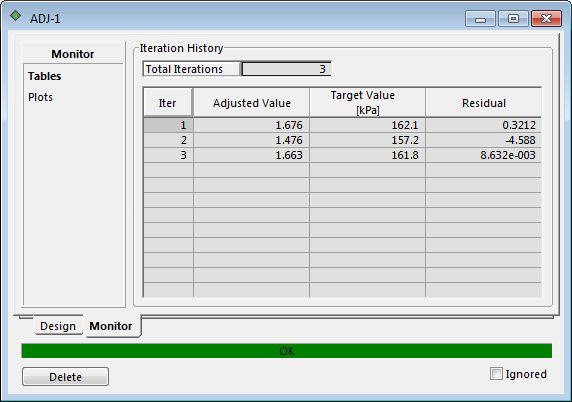 ADJ-1
Monitor
Tables
Plots
Iteration History
Total Iterations 3
Iter Adjusted Value Target Value [kPa] Residual
1 1.676 162.1 0.3212
2 1.476 157.2 -4.588
3 1.663 161.8 8.632e-003
Design Monitor
OK
Delete Ignored